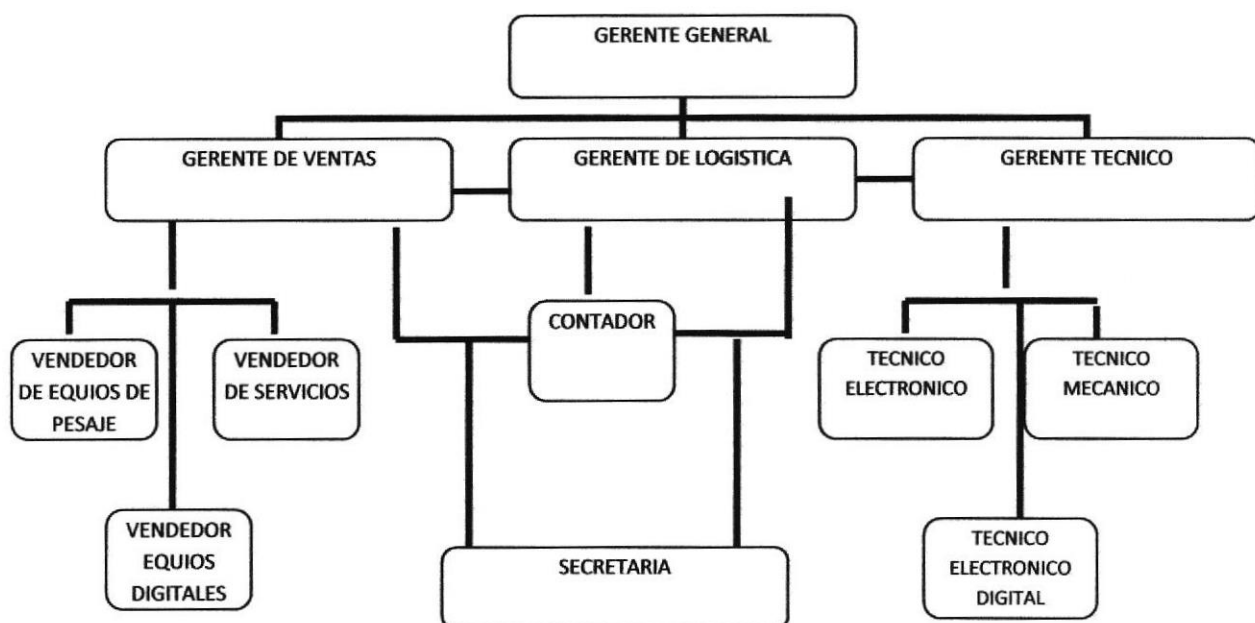 GERENTE GENERAL
GERENTE DE VENTAS
GERENTE DE LOGISTICA
GERENTE TECNICO
CONTADOR
VENDEDOR
DE EQUIOS DE
PESAJE
VENDEDOR
DE SERVICIOS
TECNICO
ELECTRONICO
TECNICO
MECANICO
VENDEDOR
EQUIOS
DIGITALES
SECRETARIA
TECNICO
ELECTRONICO
DIGITAL